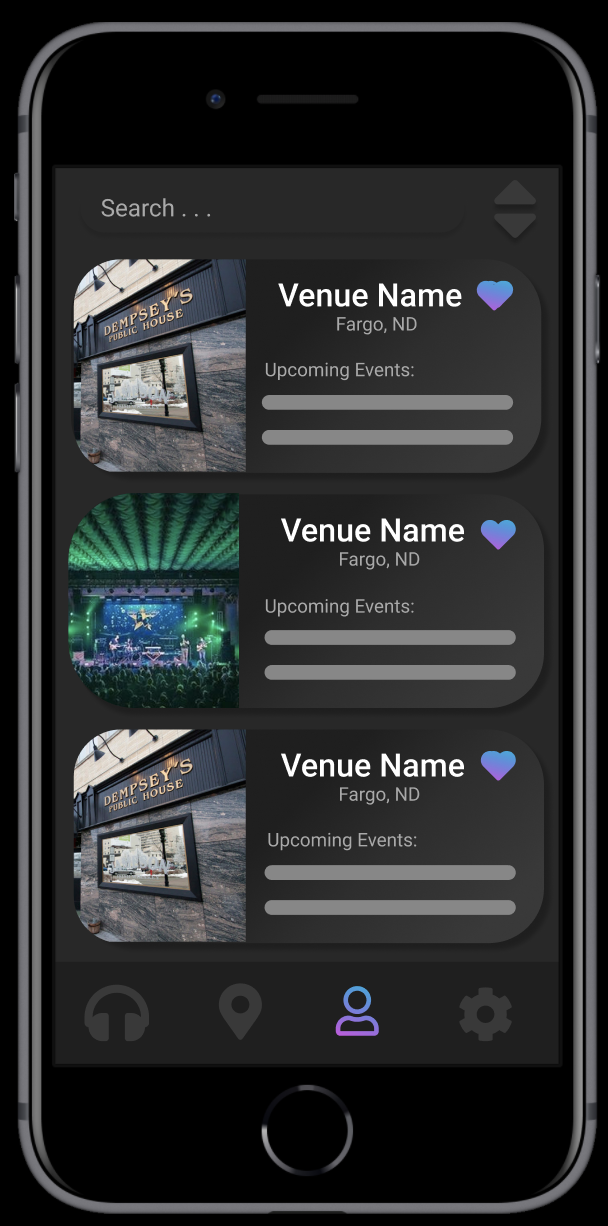 Search . . .
DEMPSEY'S
PUBLIC HOUSE
Venue Name
Fargo, ND
Upcoming Events:
Venue Name
Fargo, ND
Upcoming Events:
DEMPSEY'S
PUBLIC HOUSE
Venue Name
Fargo, ND
Upcoming Events: